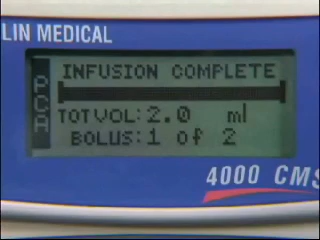 LIN MEDICAL
PCA
INFUSION COMPLETE
TOTVOL: 2.0 ml
BOLUS: 1 of 2
4000 CMS